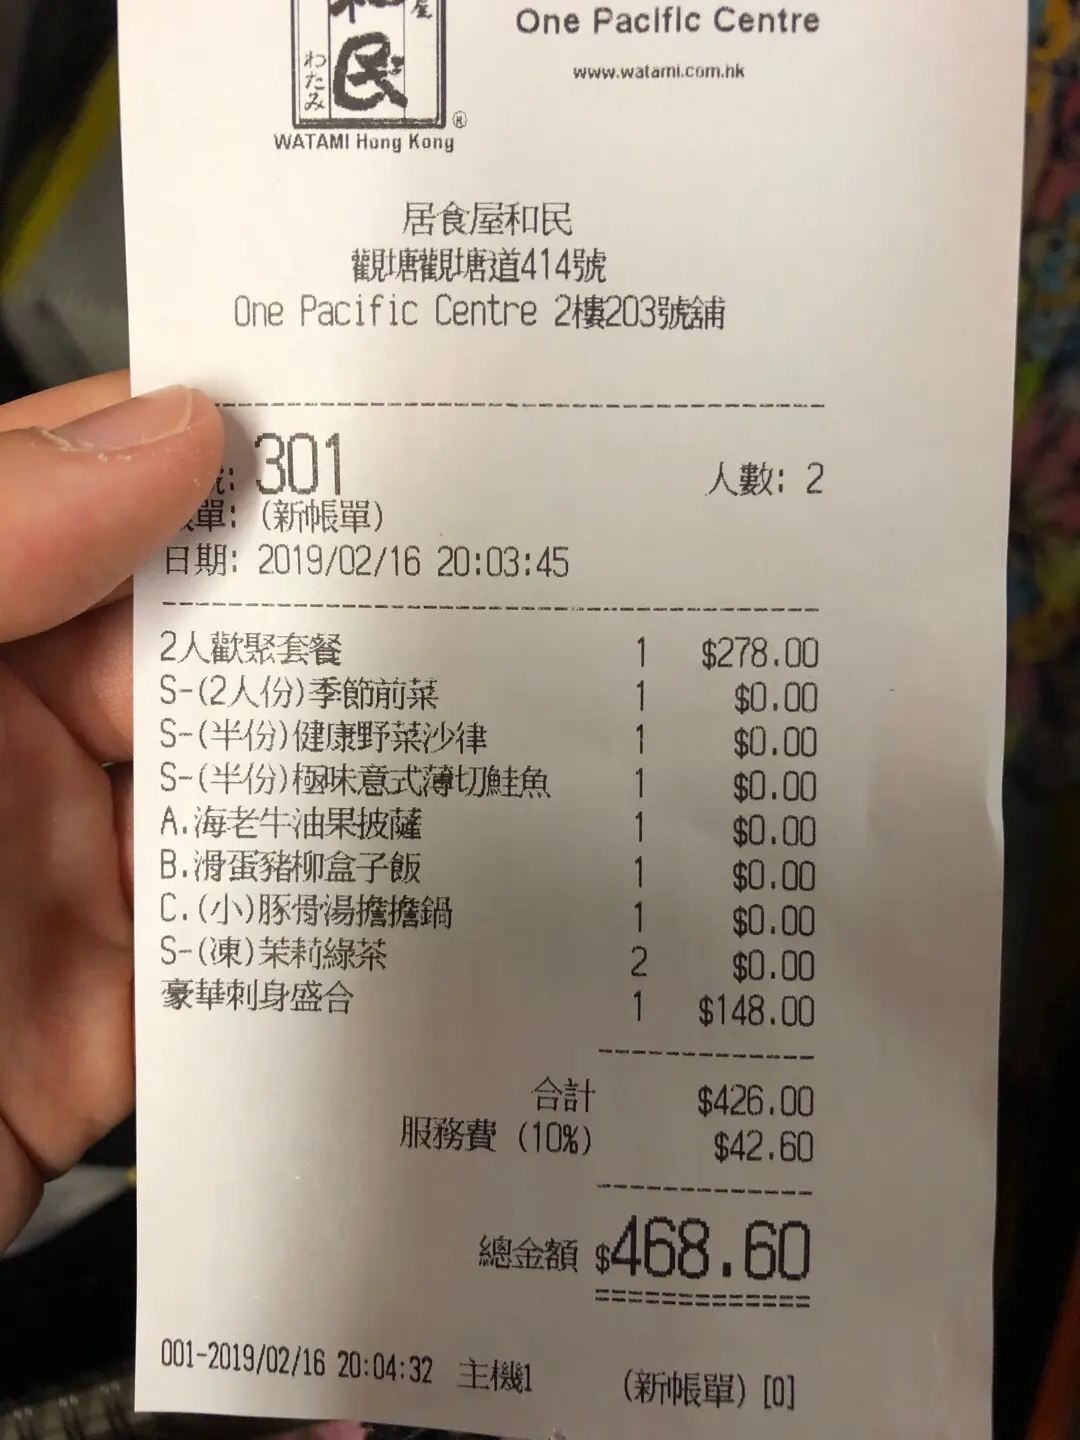 民
わたみ
屋
WATAMI Hong Kong
One Pacific Centre
www.watami.com.hk
居食屋和民
觀塘觀塘道414號
One Pacific Centre 2樓203號舖
301
人數: 2
單: (新帳單)
日期: 2019/02/16 20:03:45
2人歡聚套餐 1 $278.00
S-(2人份)季節前菜 1 $0.00
S-(半份)健康野菜沙律 1 $0.00
S-(半份)極味意式薄切鮭魚 1 $0.00
A.海老牛油果披薩 1 $0.00
B.滑蛋豬柳盒子飯 1 $0.00
C.(小)豚骨湯擔擔鍋 1 $0.00
S-(凍)茉莉綠茶 2 $0.00
豪華刺身盛合 1 $148.00
合計 $426.00
服務費 (10%) $42.60
總金額 $468.60
001-2019/02/16 20:04:32 主機1 (新帳單) [0]